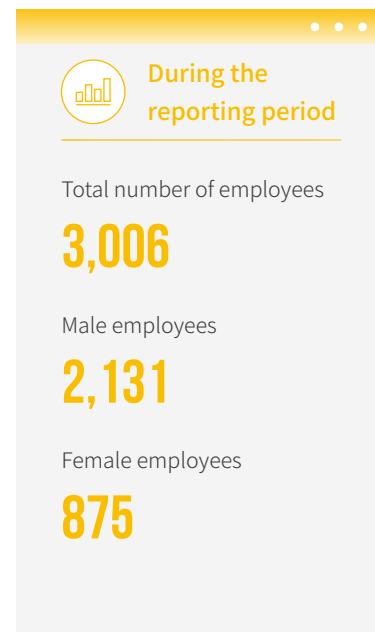 During the
reporting period
Total number of employees
3,006
Male employees
2,131
Female employees
875